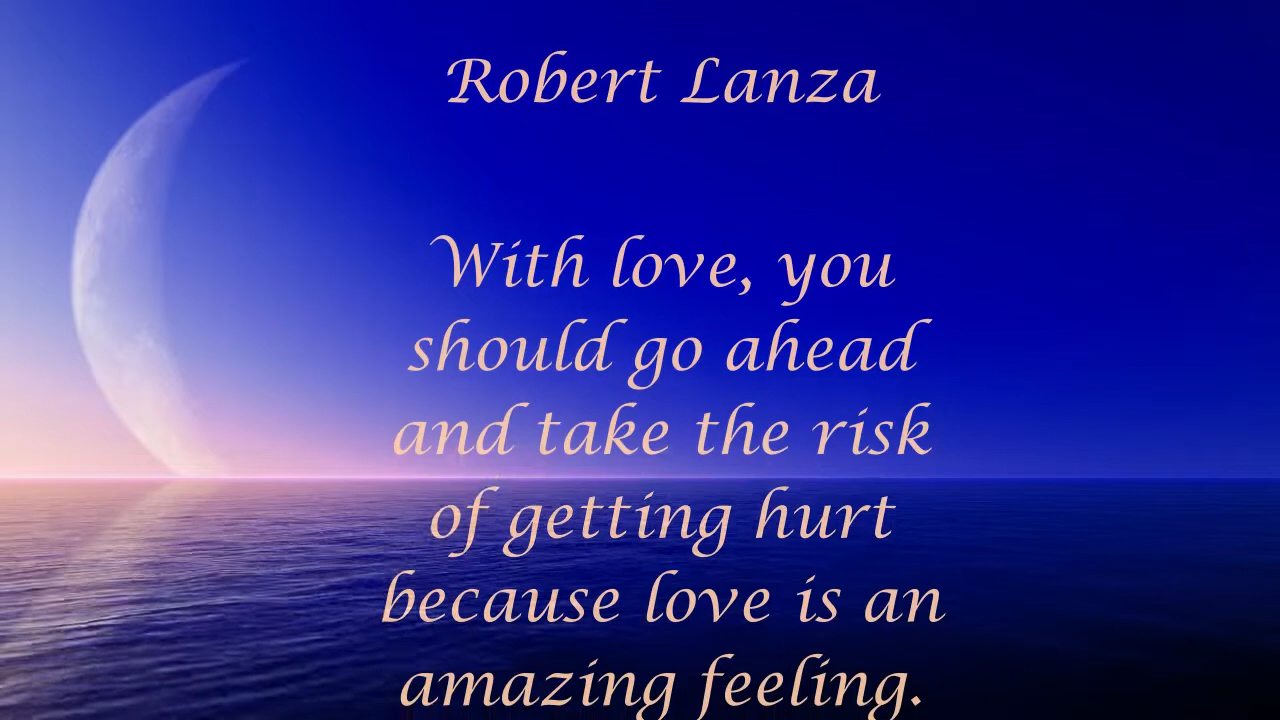 Robert Lanza
With love, you
should go ahead
and take the risk
of getting hurt
because love is an
amazing feeling.